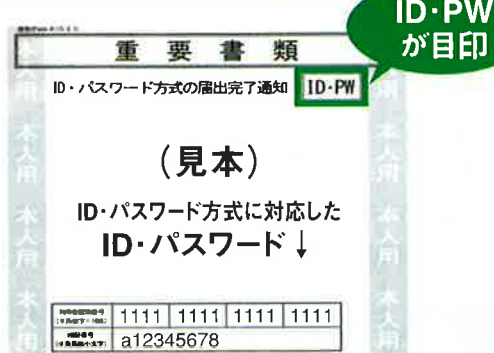 ID·PW
が目印
重要書類
ID・パスワード方式の届出完了通知 ID-PW
(見本)
ID・パスワード方式に対応した
ID・パスワード↓
1111 1111 1111 1111
a12345678
本人用
本人用
本人用
本人用
本人用
本人用